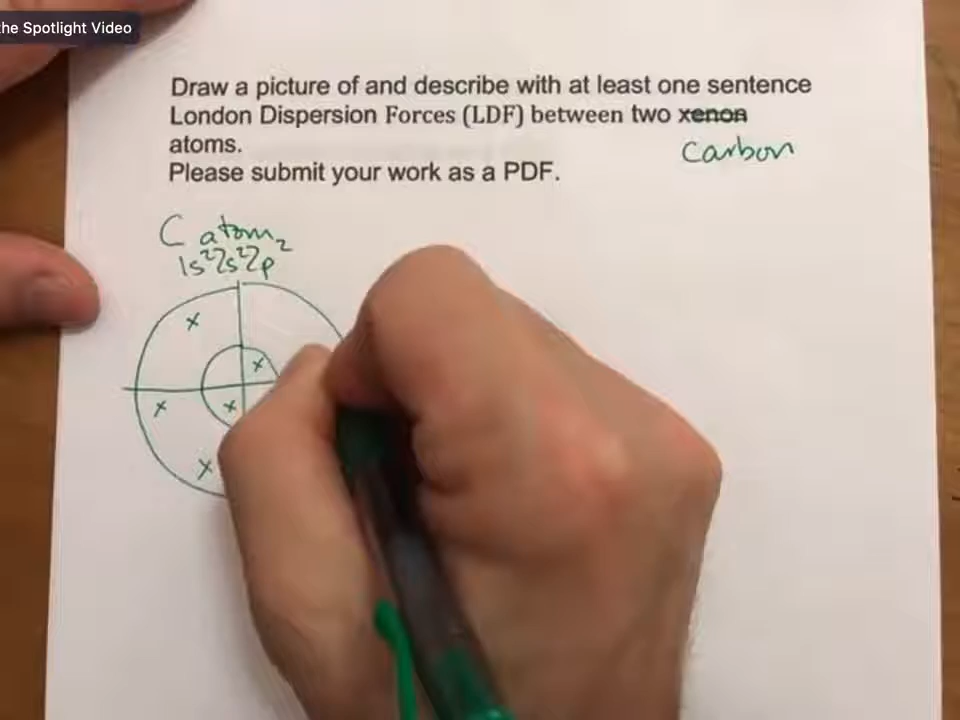 the Spotlight Video
Draw a picture of and describe with at least one sentence
London Dispersion Forces (LDF) between two xenon
atoms.
Carbon
Please submit your work as a PDF.
C atom
1s²2s²2p²
x
x
x
x
x